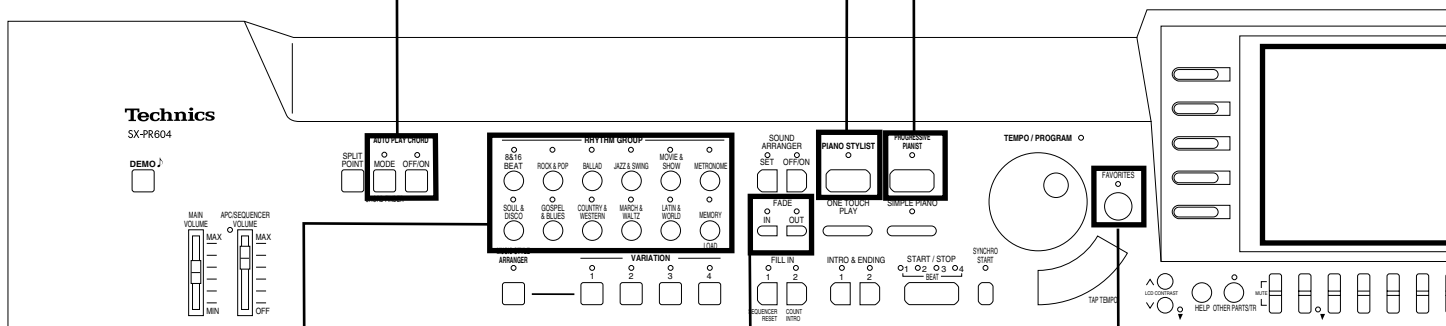 Technics
SX-PR604
DEMO♪
MAIN
VOLUME
MAX
MIN
APC/SEQUENCER
VOLUME
MAX
OFF
SPLIT
POINT
AUTO PLAY CHORD
MODE OFF/ON
RHYTHM GROUP
8&16
BEAT
ROCK & POP
BALLAD
JAZZ & SWING
MOVIE &
SHOW
METRONOME
SOUL &
DISCO
GOSPEL
& BLUES
COUNTRY &
WESTERN
MARCH &
WALTZ
LATIN &
WORLD
MEMORY
LOAD
ARRANGER
VARIATION
1 2 3 4
SOUND
ARRANGER
SET OFF/ON
FADE
IN OUT
FILL IN
1 2
SEQUENCER
RESET
COUNT
INTRO
PIANO STYLIST
ONE TOUCH
PLAY
PROGRESSIVE
PIANIST
SIMPLE PIANO
INTRO & ENDING
1 2
START / STOP
1 2 3 4
BEAT
SYNCHRO
START
TEMPO / PROGRAM
TAP TEMPO
FAVORITES
LCD CONTRAST
HELP
OTHER PARTS/TR
MUTE